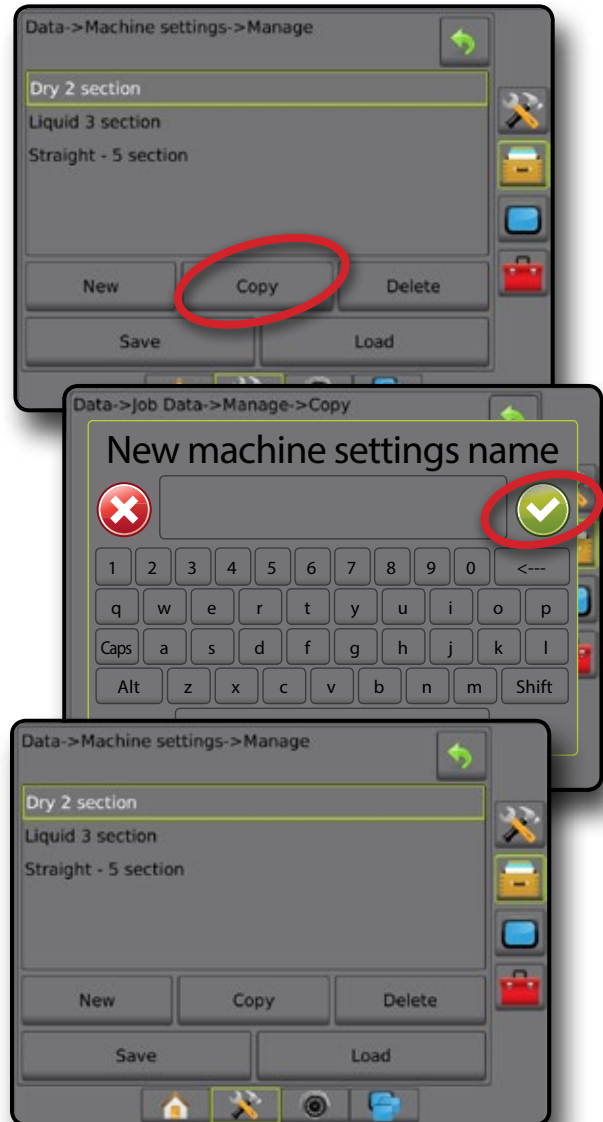 Data->Machine settings->Manage
Dry 2 section
Liquid 3 section
Straight - 5 section
New Copy Delete
Save Load
Data->Job Data->Manage->Copy
New machine settings name
1 2 3 4 5 6 7 8 9 0 <---
q w e r t y u i o p
Caps a s d f g h j k l
Alt z x c v b n m Shift
Data->Machine settings->Manage
Dry 2 section
Liquid 3 section
Straight - 5 section
New Copy Delete
Save Load